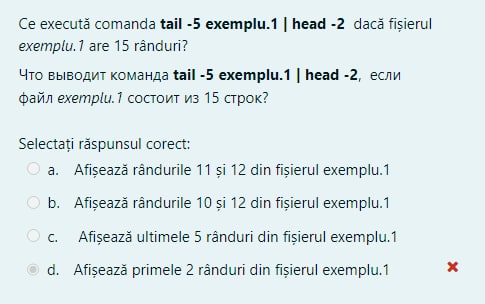 Ce execută comanda tail -5 exemplu.1 | head -2 dacă fișierul
exemplu.1 are 15 rânduri?
Что выводит команда tail -5 exemplu.1 | head -2, если
файл exemplu.1 состоит из 15 строк?
Selectați răspunsul corect:
a. Afișează rândurile 11 și 12 din fișierul exemplu.1
b. Afișează rândurile 10 și 12 din fișierul exemplu.1
c. Afișează ultimele 5 rânduri din fișierul exemplu.1
d. Afișează primele 2 rânduri din fișierul exemplu.1